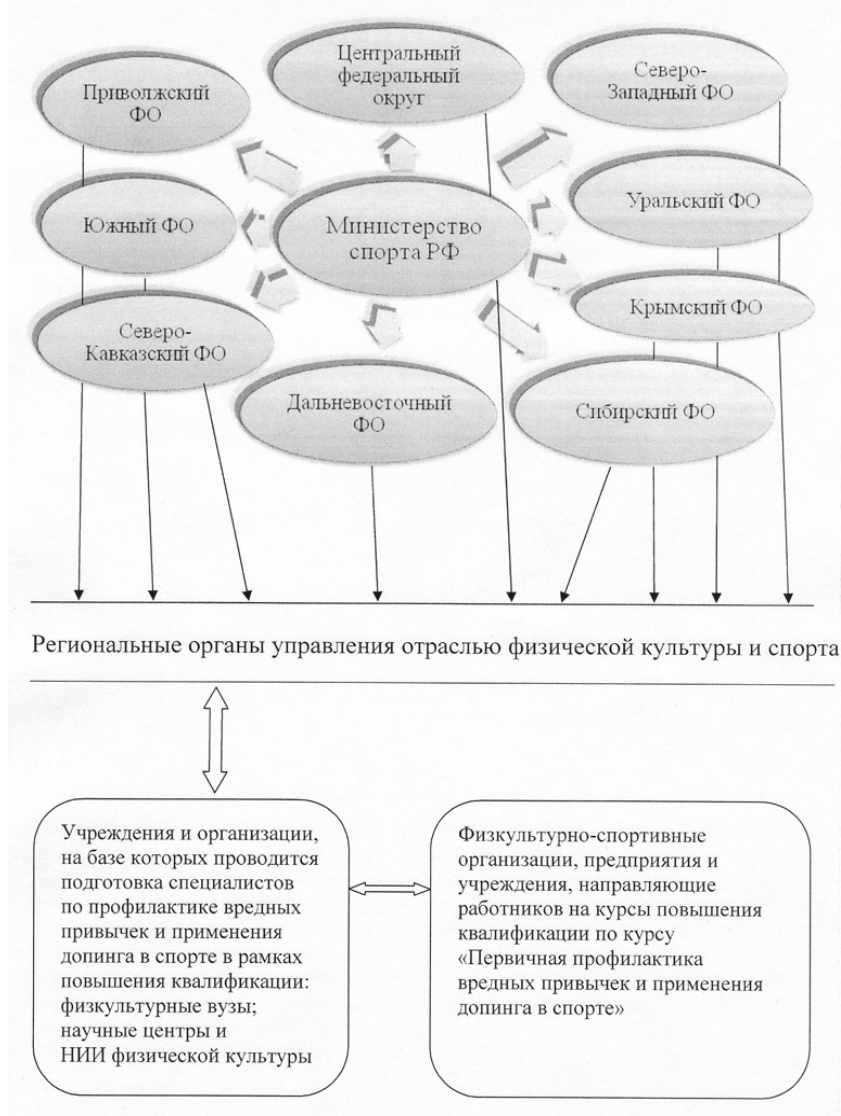 Центральный
федеральный
округ
Приволжский
ФО
Северо-
Западный ФО
Южный ФО
Министерство
спорта РФ
Уральский ФО
Северо-
Кавказский ФО
Крымский ФО
Дальневосточный
ФО
Сибирский ФО
Региональные органы управления отраслью физической культуры и спорта
Учреждения и организации,
на базе которых проводится
подготовка специалистов
по профилактике вредных
привычек и применения
допинга в спорте в рамках
повышения квалификации:
физкультурные вузы;
научные центры и
НИИ физической культуры
Физкультурно-спортивные
организации, предприятия и
учреждения, направляющие
работников на курсы повышения
квалификации по курсу
«Первичная профилактика
вредных привычек и применения
допинга в спорте»